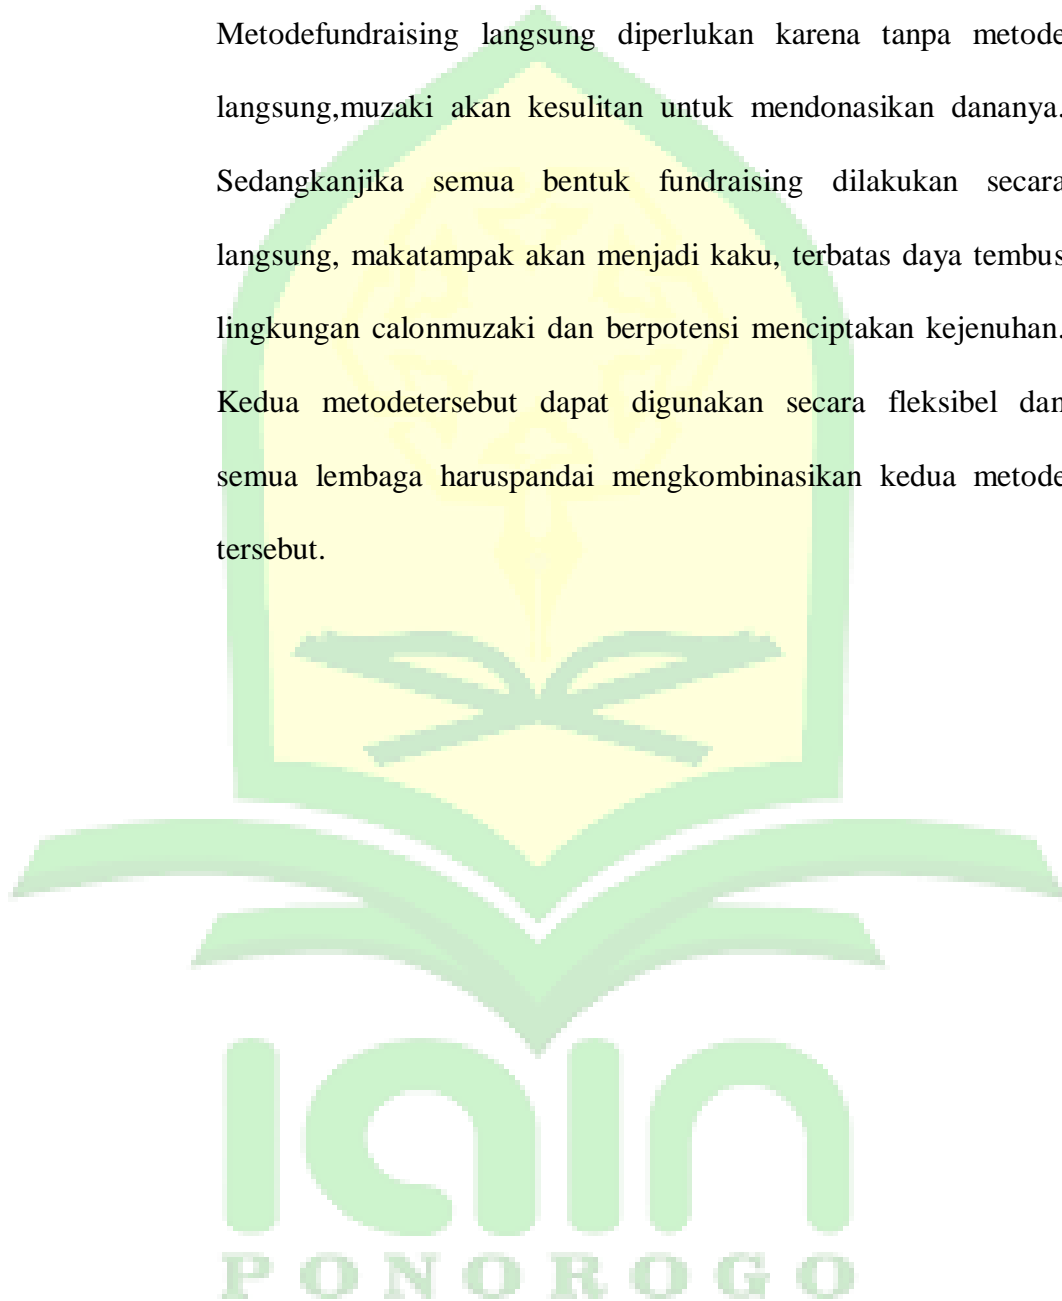 Metodefundraising langsung diperlukan karena tanpa metode
langsung,muzaki akan kesulitan untuk mendonasikan dananya.
Sedangkanjika semua bentuk fundraising dilakukan secara
langsung, makatampak akan menjadi kaku, terbatas daya tembus
lingkungan calonmuzaki dan berpotensi menciptakan kejenuhan.
Kedua metodetersebut dapat digunakan secara fleksibel dan
semua lembaga haruspandai mengkombinasikan kedua metode
tersebut.
iain
PONOROGO